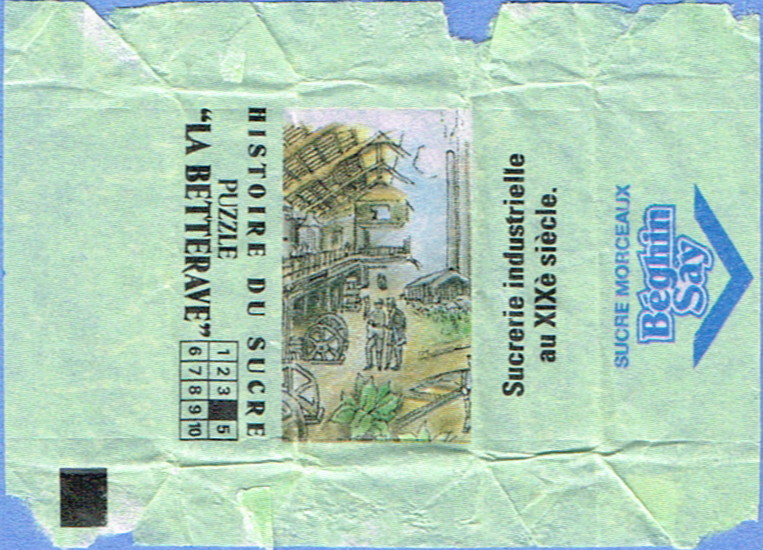 HISTOIRE DU SUCRE
PUZZLE
"LA BETTERAVE"
1 2 3 5
6 7 8 9 10
Sucrerie industrielle
au XIXè siècle.
SUCRE MORCEAUX
Béghin
Say